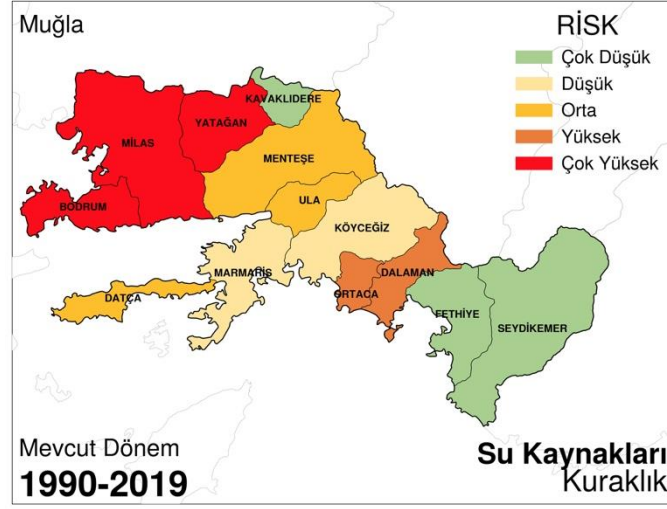 Muğla
RİSK
Çok Düşük
Düşük
Orta
Yüksek
Çok Yüksek
KAVAKLIDERE
YATAĞAN
MİLAS
MENTEŞE
BODRUM
ULA
KÖYCEĞİZ
MARMARİS
DALAMAN
DATÇA
ORTACA
FETHİYE
SEYDİKEMER
Mevcut Dönem
1990-2019
Su Kaynakları
Kuraklık